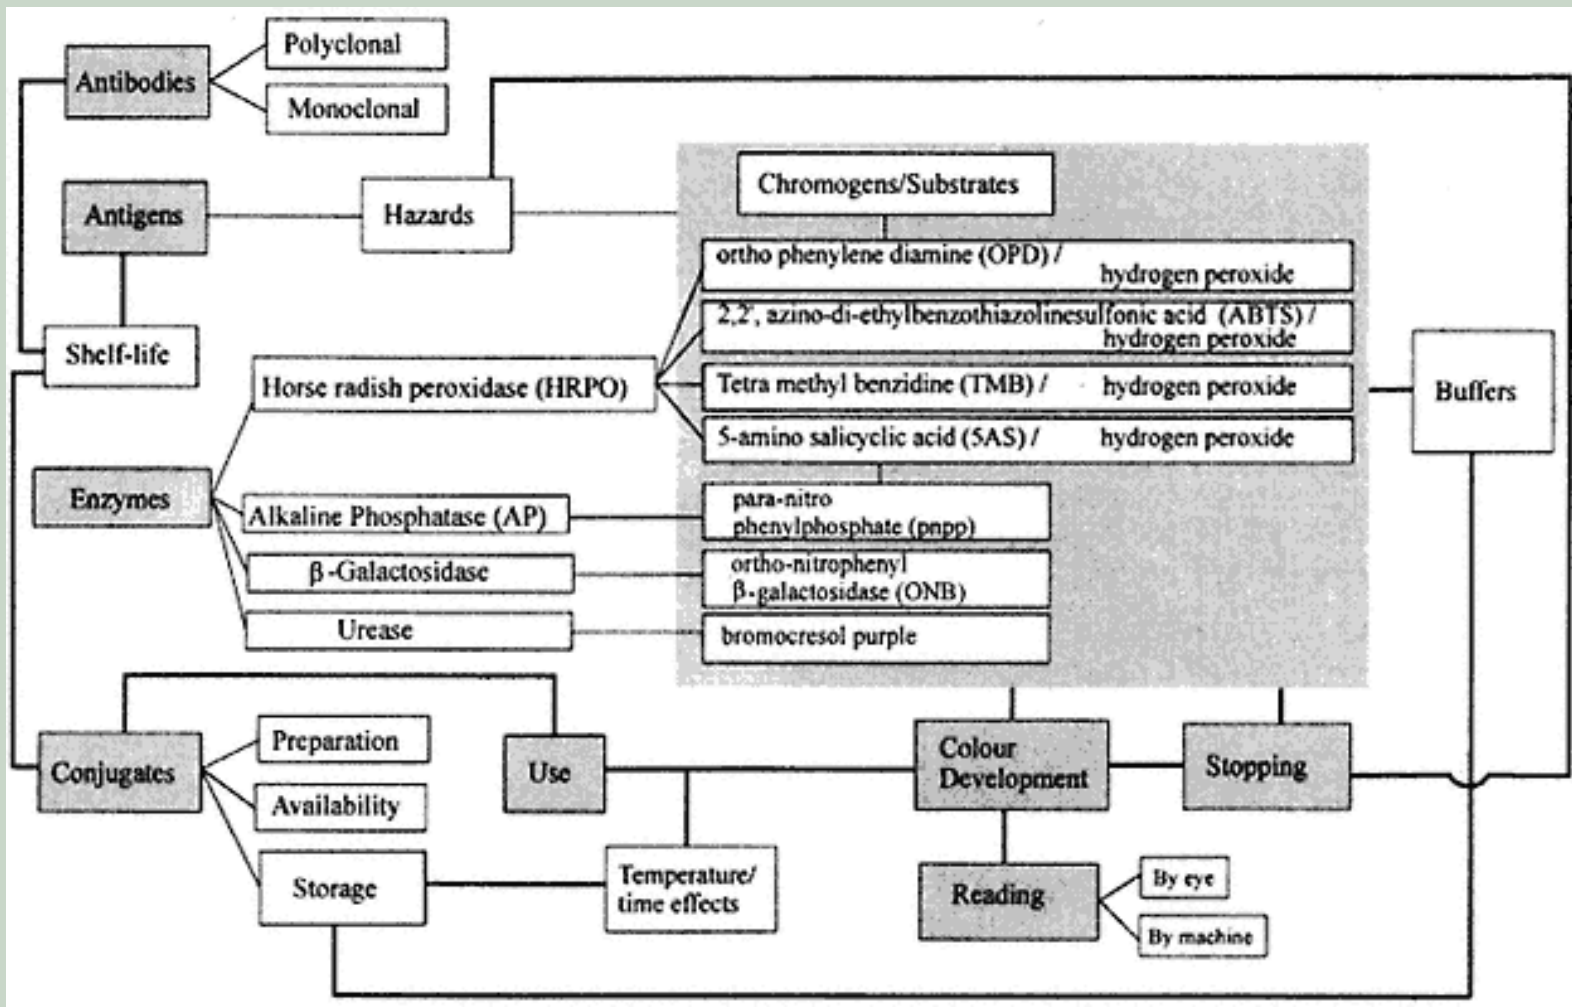 Polyclonal
Antibodies
Monoclonal
Chromogens/Substrates
Antigens
Hazards
ortho phenylene diamine (OPD) /
hydrogen peroxide
2,2', azino-di-ethylbenzothiazolinesulfonic acid (ABTS) /
hydrogen peroxide
Shelf-life
Horse radish peroxidase (HRPO)
Tetra methyl benzidine (TMB) / hydrogen peroxide
Buffers
5-amino salicyclic acid (5AS) / hydrogen peroxide
Enzymes
Alkaline Phosphatase (AP)
para-nitro
phenylphosphate (pnpp)
β-Galactosidase
ortho-nitrophenyl
β-galactosidase (ONB)
Urease
bromocresol purple
Conjugates
Preparation
Availability
Storage
Use
Temperature/
time effects
Colour
Development
Stopping
Reading
By eye
By machine